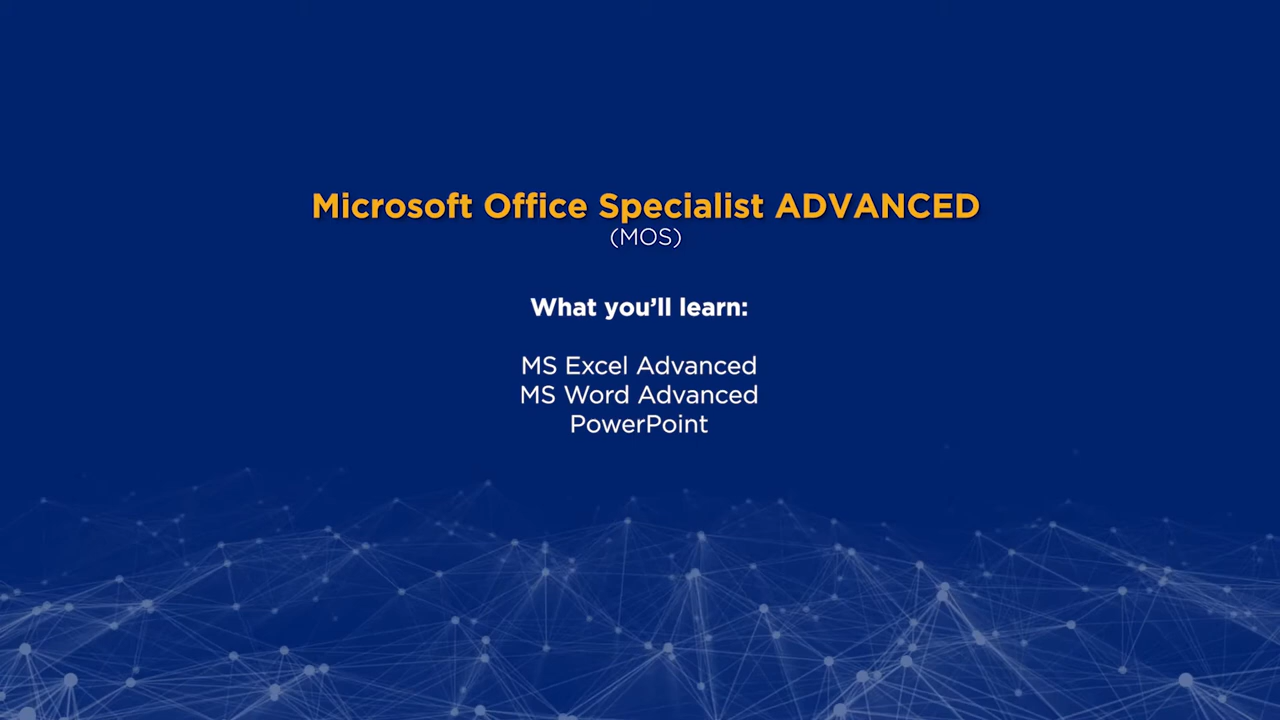 Microsoft Office Specialist ADVANCED
(MOS)
What you’ll learn:
MS Excel Advanced
MS Word Advanced
PowerPoint